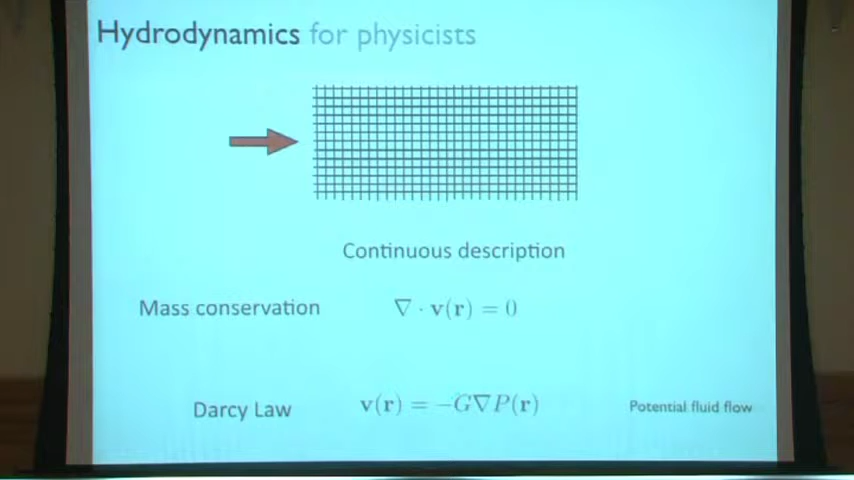 Hydrodynamics for physicists
Continuous description
Mass conservation ∇ · v(r) = 0
Darcy Law v(r) = −G∇P(r) Potential fluid flow